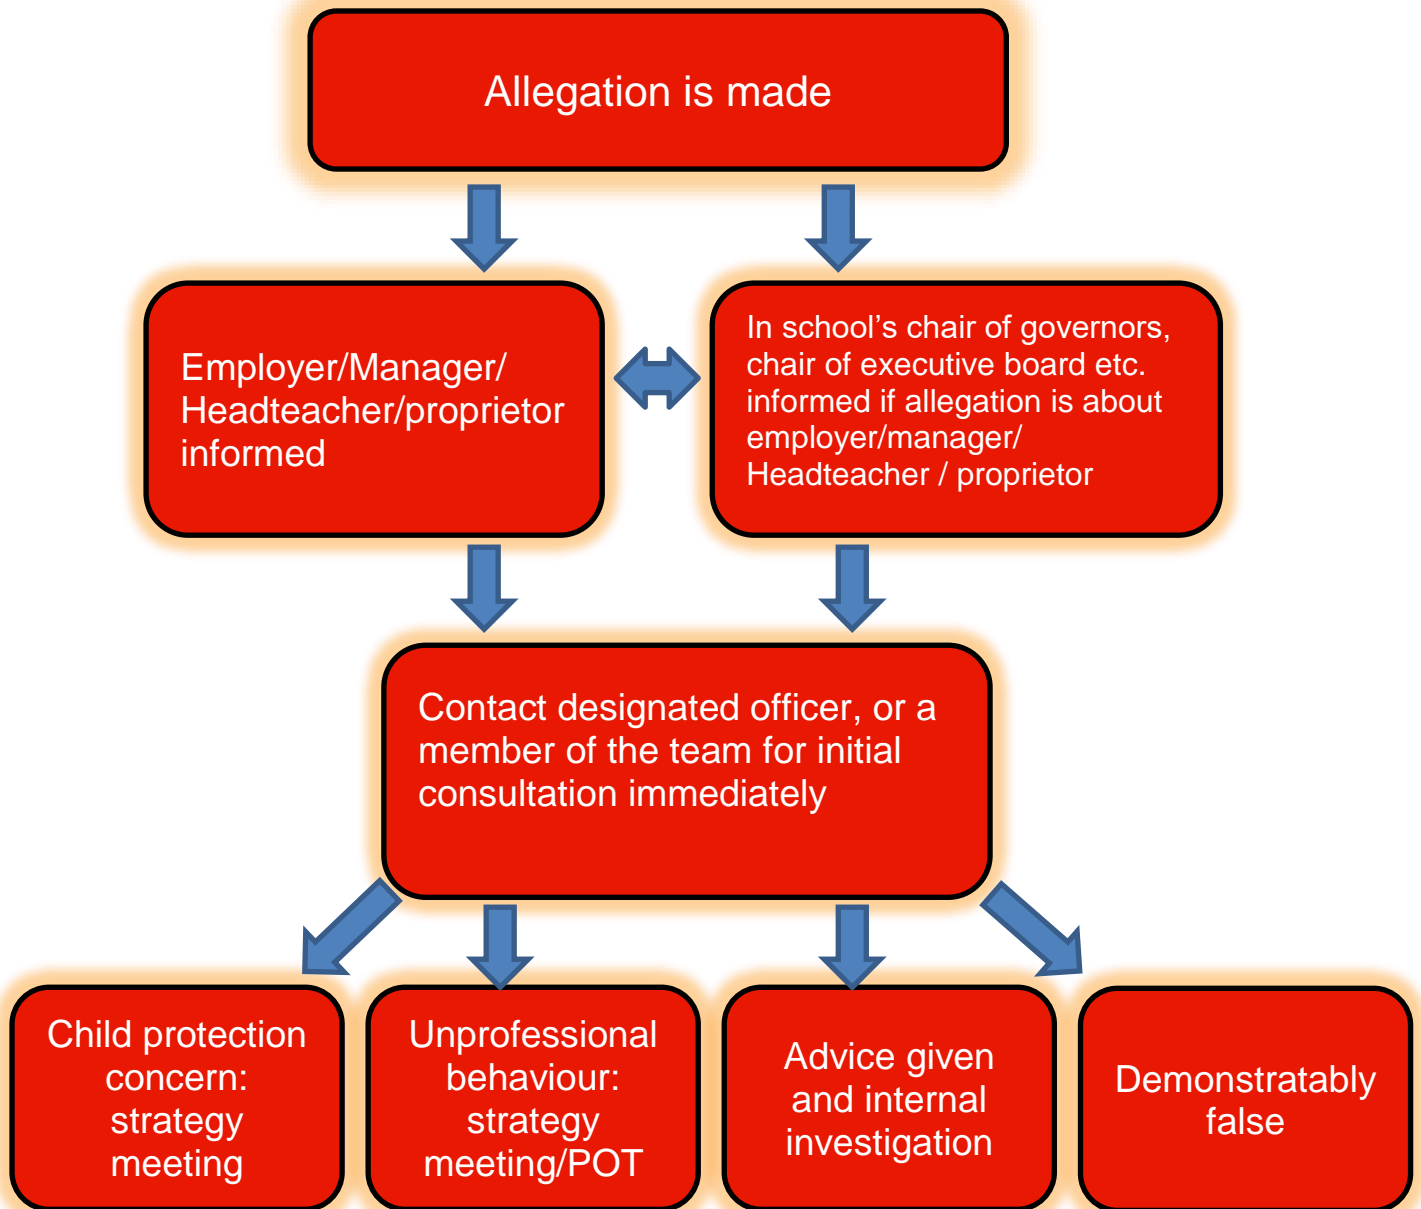 Allegation is made
Employer/Manager/
Headteacher/proprietor
informed
In school’s chair of governors,
chair of executive board etc.
informed if allegation is about
employer/manager/
Headteacher / proprietor
Contact designated officer, or a
member of the team for initial
consultation immediately
Child protection
concern:
strategy
meeting
Unprofessional
behaviour:
strategy
meeting/POT
Advice given
and internal
investigation
Demonstratably
false